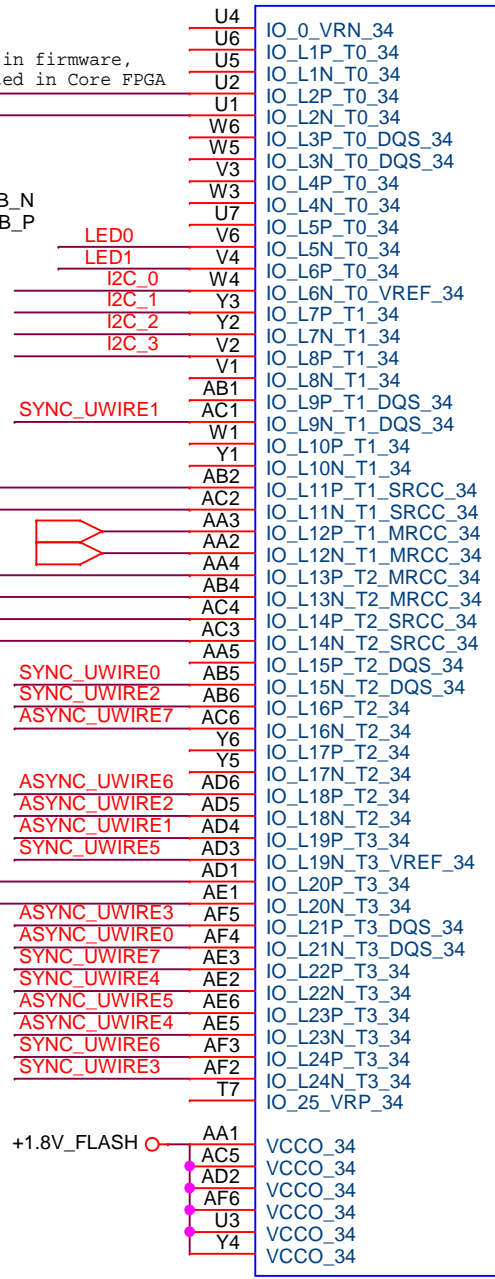 U4 IO_0_VRN_34
U6 IO_L1P_T0_34
in firmware, U5 IO_L1N_T0_34
ed in Core FPGA U2 IO_L2P_T0_34
U1 IO_L2N_T0_34
W6 IO_L3P_T0_DQS_34
W5 IO_L3N_T0_DQS_34
V3 IO_L4P_T0_34
B_N W3 IO_L4N_T0_34
B_P U7 IO_L5P_T0_34
LED0 V6 IO_L5N_T0_34
LED1 V4 IO_L6P_T0_34
I2C_0 W4 IO_L6N_T0_VREF_34
I2C_1 Y3 IO_L7P_T1_34
I2C_2 Y2 IO_L7N_T1_34
I2C_3 V2 IO_L8P_T1_34
V1 IO_L8N_T1_34
AB1 IO_L9P_T1_DQS_34
SYNC_UWIRE1 AC1 IO_L9N_T1_DQS_34
W1 IO_L10P_T1_34
Y1 IO_L10N_T1_34
AB2 IO_L11P_T1_SRCC_34
AC2 IO_L11N_T1_SRCC_34
AA3 IO_L12P_T1_MRCC_34
AA2 IO_L12N_T1_MRCC_34
AA4 IO_L13P_T2_MRCC_34
AB4 IO_L13N_T2_MRCC_34
AC4 IO_L14P_T2_SRCC_34
AC3 IO_L14N_T2_SRCC_34
AA5 IO_L15P_T2_DQS_34
SYNC_UWIRE0 AB5 IO_L15N_T2_DQS_34
SYNC_UWIRE2 AB6 IO_L16P_T2_34
ASYNC_UWIRE7 AC6 IO_L16N_T2_34
Y6 IO_L17P_T2_34
Y5 IO_L17N_T2_34
ASYNC_UWIRE6 AD6 IO_L18P_T2_34
ASYNC_UWIRE2 AD5 IO_L18N_T2_34
ASYNC_UWIRE1 AD4 IO_L19P_T3_34
SYNC_UWIRE5 AD3 IO_L19N_T3_VREF_34
AD1 IO_L20P_T3_34
AE1 IO_L20N_T3_34
ASYNC_UWIRE3 AF5 IO_L21P_T3_DQS_34
ASYNC_UWIRE0 AF4 IO_L21N_T3_DQS_34
SYNC_UWIRE7 AE3 IO_L22P_T3_34
SYNC_UWIRE4 AE2 IO_L22N_T3_34
ASYNC_UWIRE5 AE6 IO_L23P_T3_34
ASYNC_UWIRE4 AE5 IO_L23N_T3_34
SYNC_UWIRE6 AF3 IO_L24P_T3_34
SYNC_UWIRE3 AF2 IO_L24N_T3_34
T7 IO_25_VRP_34
+1.8V_FLASH AA1 VCCO_34
AC5 VCCO_34
AD2 VCCO_34
AF6 VCCO_34
U3 VCCO_34
Y4 VCCO_34